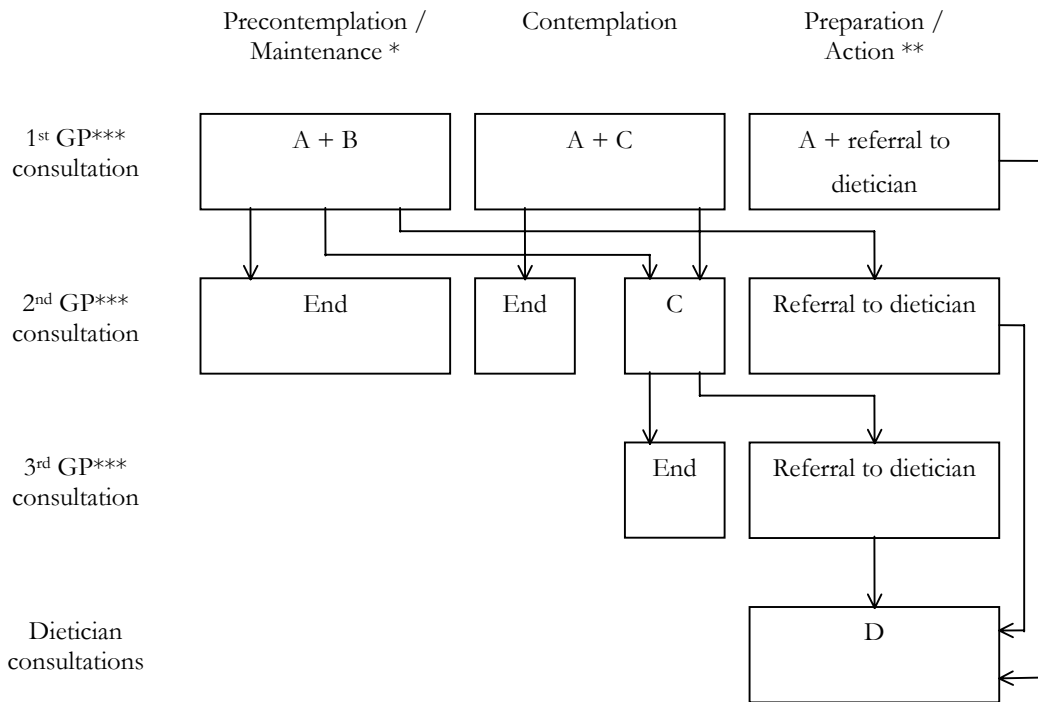 Precontemplation /
Maintenance *
Contemplation
Preparation /
Action **
1st GP***
consultation
A + B
A + C
A + referral to
dietician
2nd GP***
consultation
End
End
C
Referral to dietician
3rd GP***
consultation
End
Referral to dietician
Dietician
consultations
D